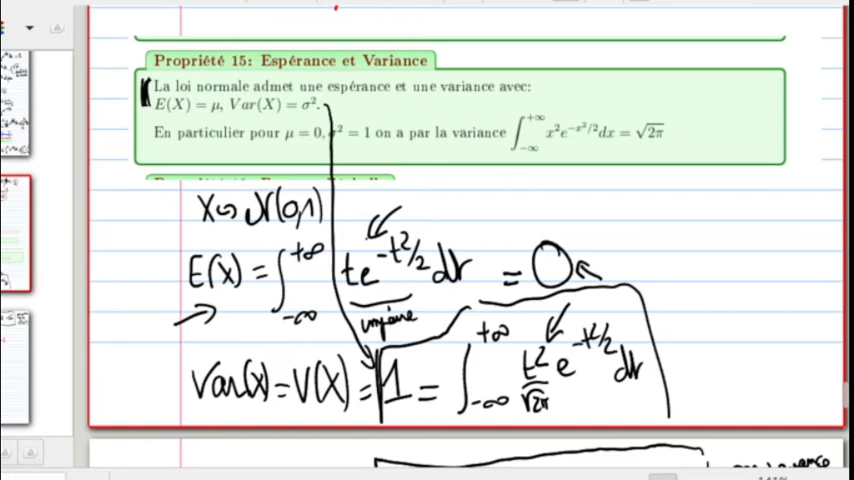 Propriété 15: Espérance et Variance
La loi normale admet une espérance et une variance avec:
E(X) = μ, Var(X) = σ².
En particulier pour μ = 0, σ² = 1 on a par la variance ∫_{-∞}^{+∞} x²e^{-x²/2}dx = √2π
X ↪ N(0,1)
E(X) = ∫_{-∞}^{+∞} te^{-t²/2} dt = 0
impaire
Var(X) = V(X) = 1 = ∫_{-∞}^{+∞} t²/√2π e^{-t²/2} dt